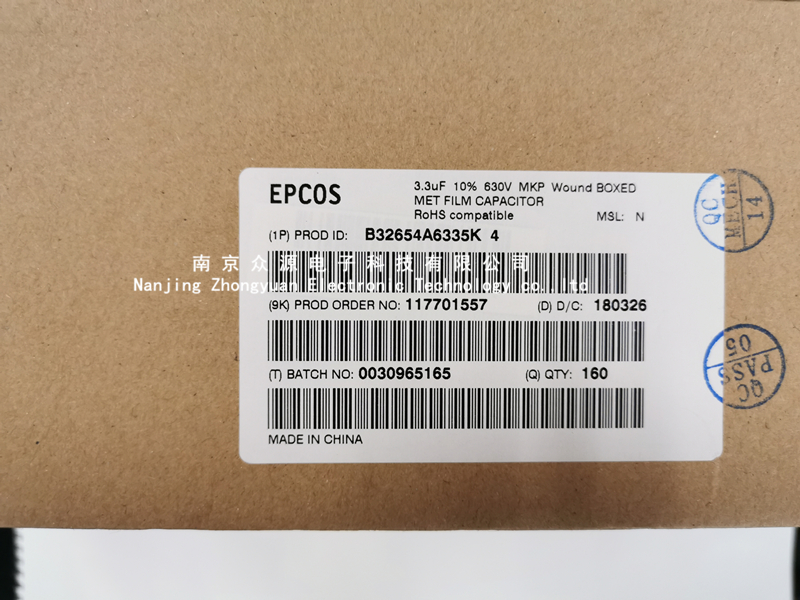 EPCOS
3.3uF 10% 630V MKP Wound BOXED
MET FILM CAPACITOR
RoHS compatible
MSL: N
(1P) PROD ID: B32654A6335K 4
南京众源电子科技有限公司
Nanjing Zhongyuan Electronic Technology co.,ltd
(9K) PROD ORDER NO: 117701557 (D) D/C: 180326
(T) BATCH NO: 0030965165 (Q) QTY: 160
MADE IN CHINA
QC
MECH
14
QC
PASS
05